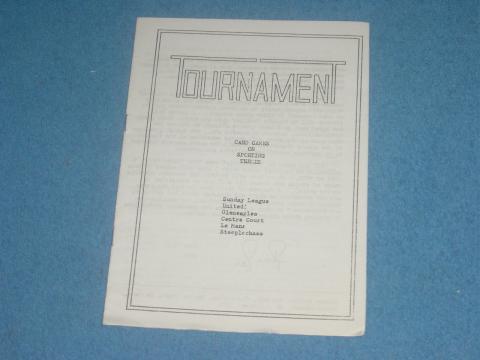 TOURNAMENT
CARD GAMES
ON
SPORTING
THEMES
Sunday League
United!
Gleneagles
Centre Court
Le Mans
Steeplechase